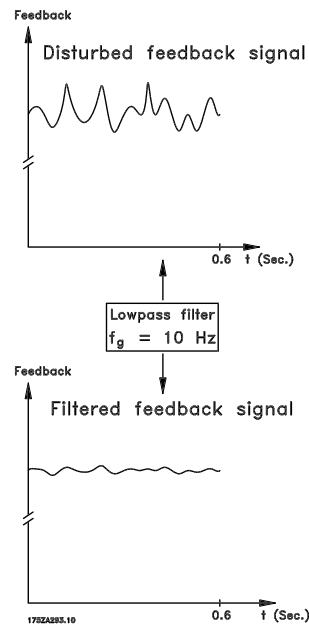 Feedback
Disturbed feedback signal
0.6 t (Sec.)
Lowpass filter
fg = 10 Hz
Feedback
Filtered feedback signal
0.6 t (Sec.)
175ZA293.10